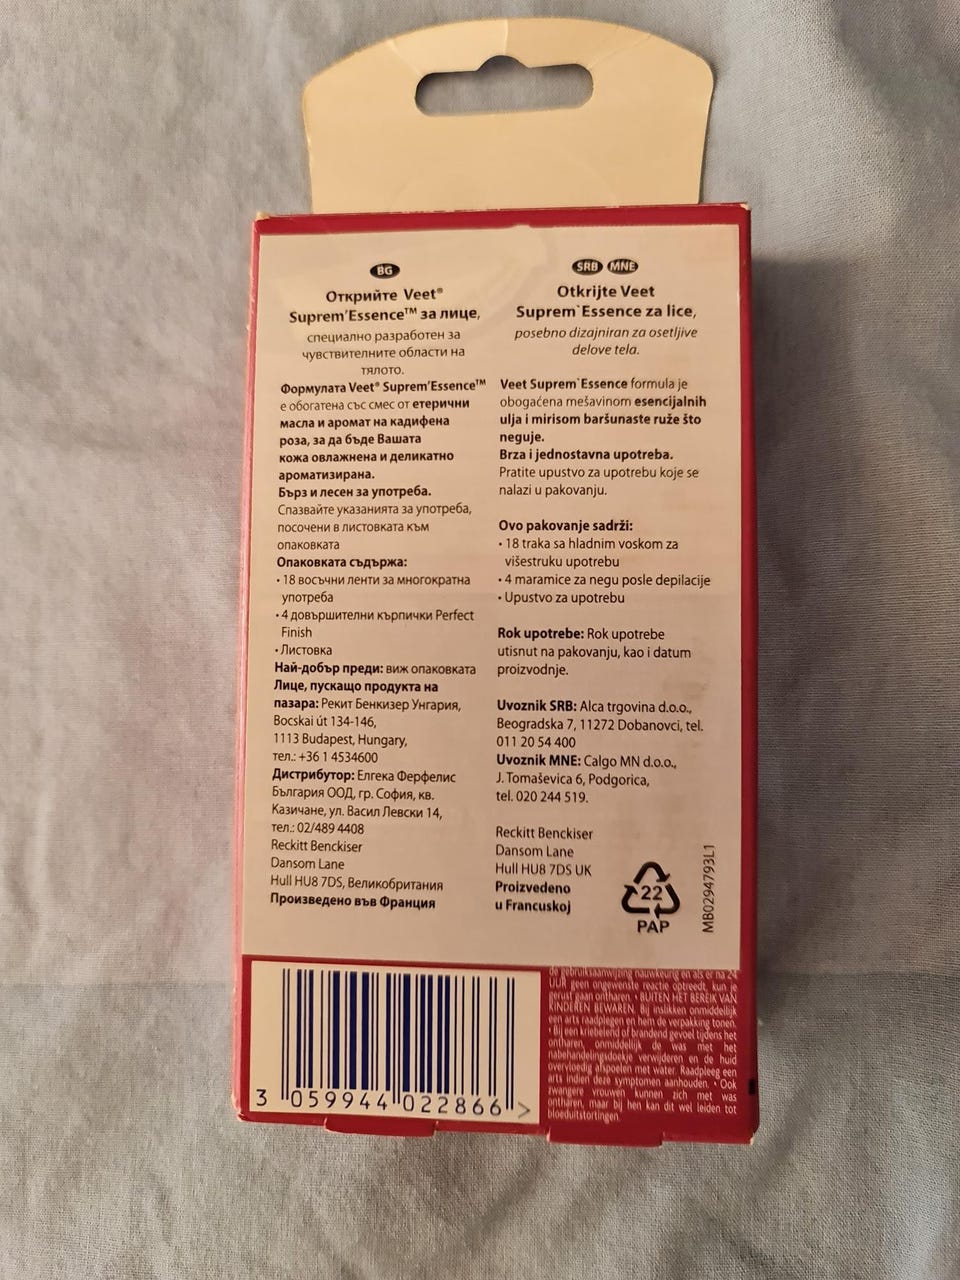 BG
Открийте Veet®
Suprem'Essence™ за лице,
специално разработен за
чувствителните области на
тялото.
Формулата Veet® Suprem'Essence™
е обогатена със смес от етерични
масла и аромат на кадифена
роза, за да бъде Вашата
кожа овлажнена и деликатно
ароматизирана.
Бърз и лесен за употреба.
Спазвайте указанията за употреба,
посочени в листовката към
опаковката
Опаковката съдържа:
• 18 восъчни ленти за многократна
употреба
• 4 довършителни кърпички Perfect
Finish
• Листовка
Най-добър преди: виж опаковката
Лице, пускащо продукта на
пазара: Рекит Бенкизер Унгария,
Bocskai út 134-146,
1113 Budapest, Hungary,
тел.: +36 1 4534600
Дистрибутор: Елгека Ферфелис
България ООД, гр. София, кв.
Казичане, ул. Васил Левски 14,
тел.: 02/489 4408
Reckitt Benckiser
Dansom Lane
Hull HU8 7DS, Великобритания
Произведено във Франция
SRB MNE
Otkrijte Veet
Suprem`Essence za lice,
posebno dizajniran za osetljive
delove tela.
Veet Suprem`Essence formula je
obogaćena mešavinom esencijalnih
ulja i mirisom baršunaste ruže što
neguje.
Brza i jednostavna upotreba.
Pratite upustvo za upotrebu koje se
nalazi u pakovanju.
Ovo pakovanje sadrži:
• 18 traka sa hladnim voskom za
višestruku upotrebu
• 4 maramice za negu posle depilacije
• Upustvo za upotrebu
Rok upotrebe: Rok upotrebe
utisnut na pakovanju, kao i datum
proizvodnje.
Uvoznik SRB: Alca trgovina d.o.o.,
Beogradska 7, 11272 Dobanovci, tel.
011 20 54 400
Uvoznik MNE: Calgo MN d.o.o.,
J. Tomaševica 6, Podgorica,
tel. 020 244 519.
Reckitt Benckiser
Dansom Lane
Hull HU8 7DS UK
Proizvedeno
u Francuskoj
22
PAP
MB0294793L1
3 059944 022866 >
de gebruiksaanwijzing nauwkeurig en als er na 24
UUR geen ongewenste reactie optreedt, kun je
gerust gaan ontharen. • BUITEN HET BEREIK VAN
KINDEREN BEWAREN. Bij inslikken onmiddellijk
een arts raadplegen en hem de verpakking tonen.
• Bij een kriebelend of brandend gevoel tijdens het
ontharen, onmiddellijk de was met het
nabehandelingsdoekje verwijderen en de huid
overvloedig afspoelen met water. Raadpleeg een
arts indien deze symptomen aanhouden. • Ook
zwangere vrouwen kunnen zich met was
ontharen, maar bij hen kan dit wel leiden tot
bloeduitstortingen.